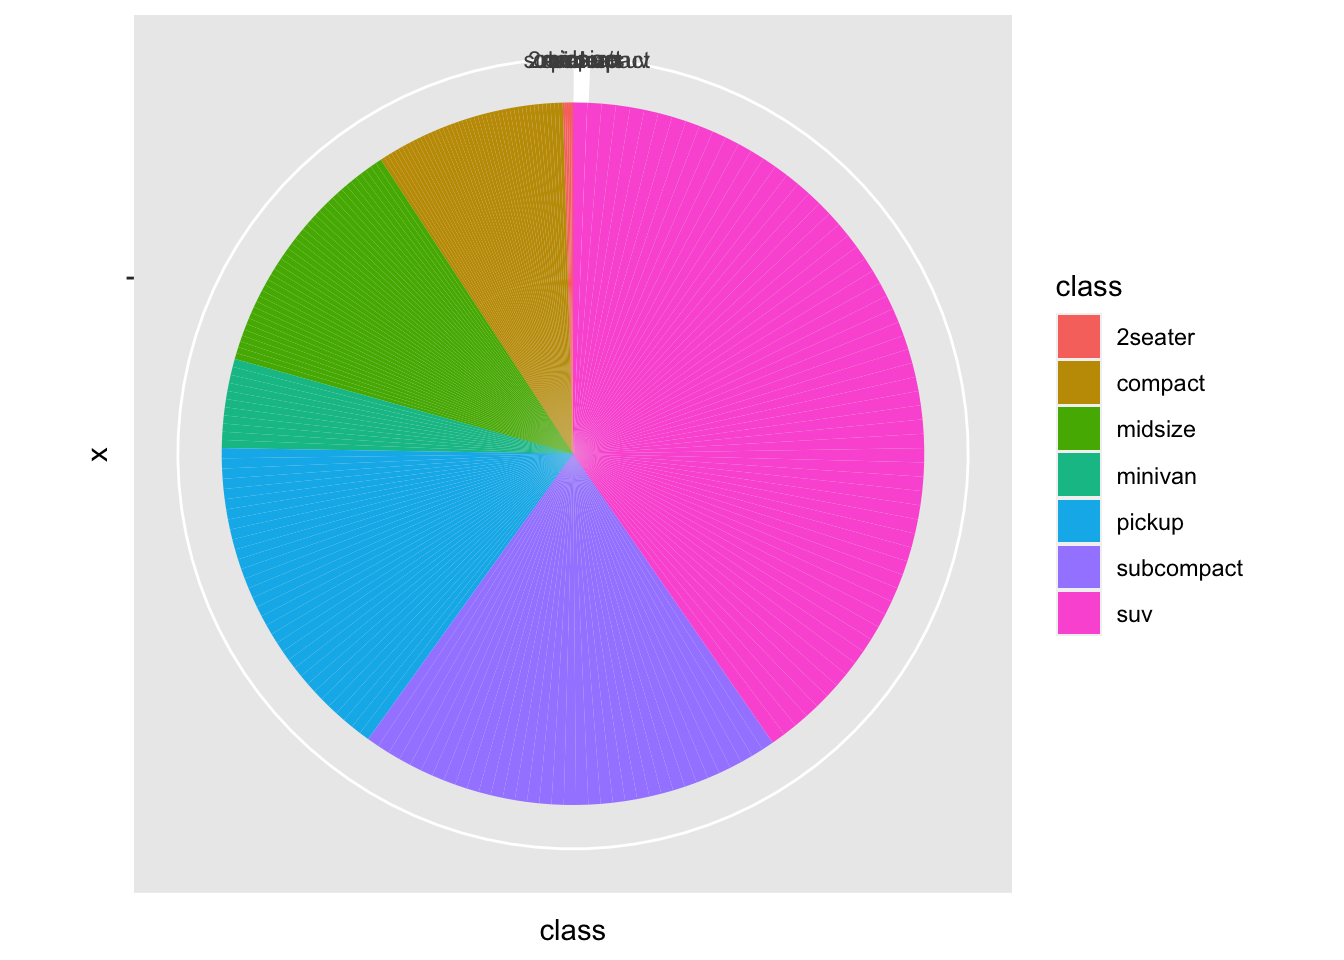 x
class
class
2seater
compact
midsize
minivan
pickup
subcompact
suv